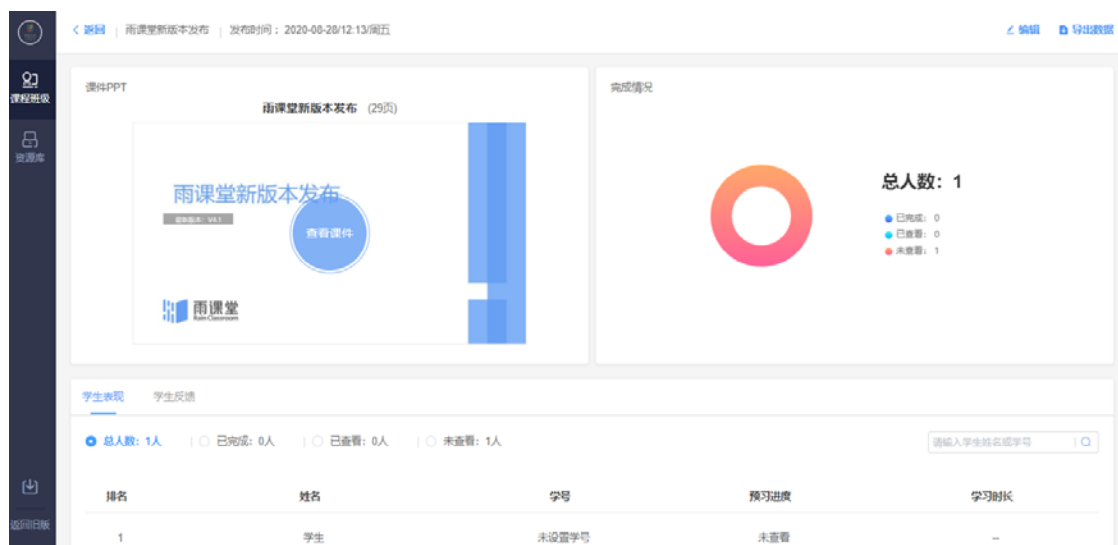 返回 | 雨课堂新版本发布 | 发布时间：2020-08-28/12:13/周五
编辑 导出数据
课程班级
资源库
返回旧版
课件PPT
雨课堂新版本发布 (29页)
雨课堂新版本发布
最新版本：V4.1
查看课件
雨课堂
Rain Classroom
完成情况
总人数：1
已完成：0
已查看：0
未查看：1
学生表现 学生反馈
总人数：1人 | 已完成：0人 | 已查看：0人 | 未查看：1人
请输入学生姓名或学号
排名 姓名 学号 预习进度 学习时长
1 学生 未设置学号 未查看 --